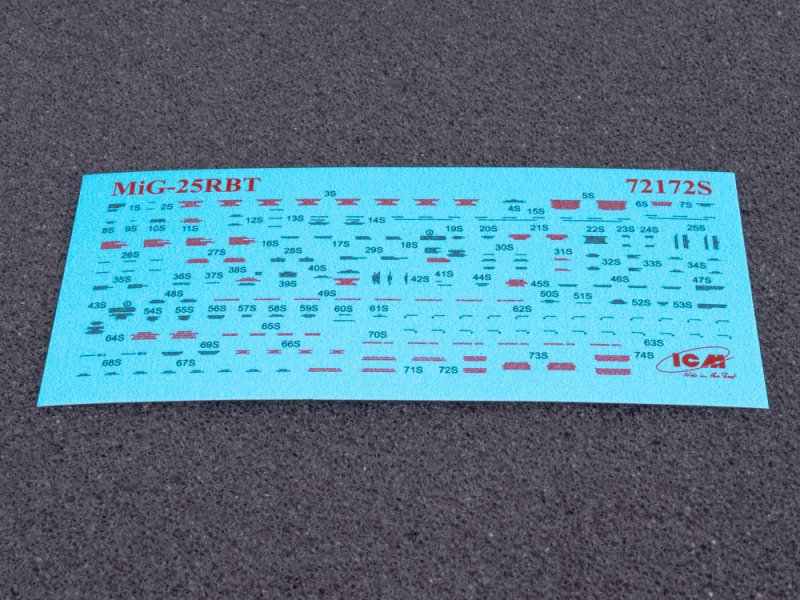 MiG-25RBT 72172S
3S 5S
1S 2S 4S 15S 6S 7S
12S 13S 14S
8S 9S 10S 11S 19S 20S 21S 22S 23S 24S 25S
16S 17S 18S
26S 27S 28S 29S 30S 31S 32S 33S 34S
38S 40S
35S 36S 37S 39S 42S 41S 44S 45S 46S 47S
48S 49S 50S 51S
43S 52S 53S
54S 55S 56S 57S 58S 59S 60S 61S 62S
64S 65S
69S 66S 70S 63S
68S 67S 71S 72S 73S 74S
ICM